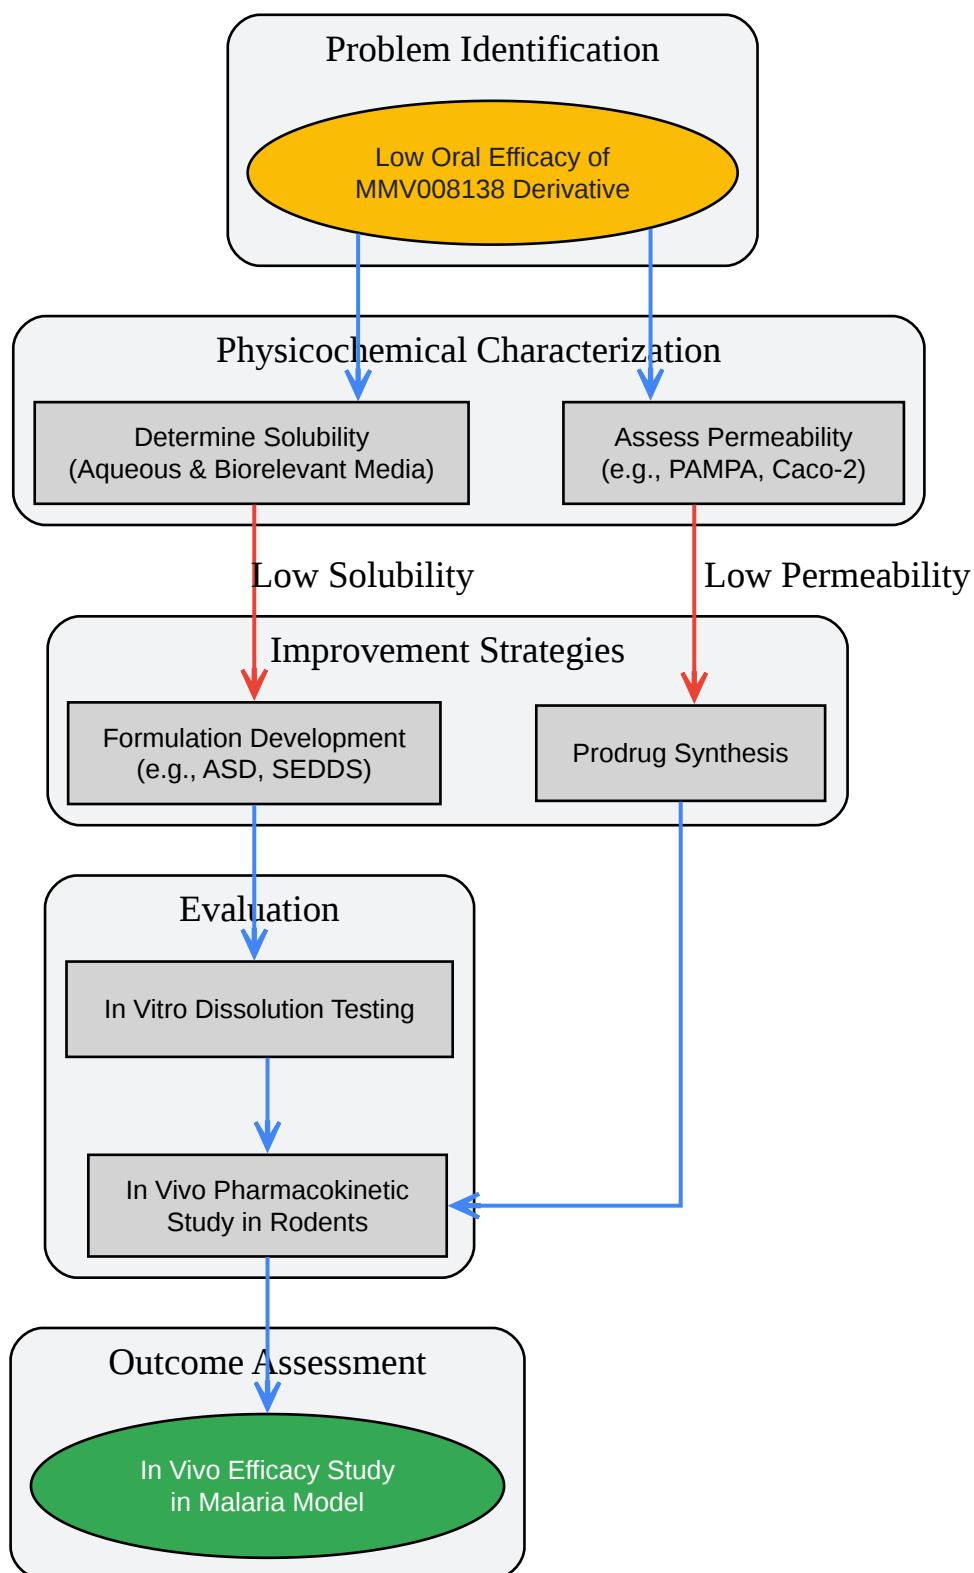 Problem Identification
Low Oral Efficacy of
MMV008138 Derivative
Physicochemical Characterization
Determine Solubility
(Aqueous & Biorelevant Media)
Assess Permeability
(e.g., PAMPA, Caco-2)
Low Solubility
Low Permeability
Improvement Strategies
Formulation Development
(e.g., ASD, SEDDS)
Prodrug Synthesis
Evaluation
In Vitro Dissolution Testing
In Vivo Pharmacokinetic
Study in Rodents
Outcome Assessment
In Vivo Efficacy Study
in Malaria Model